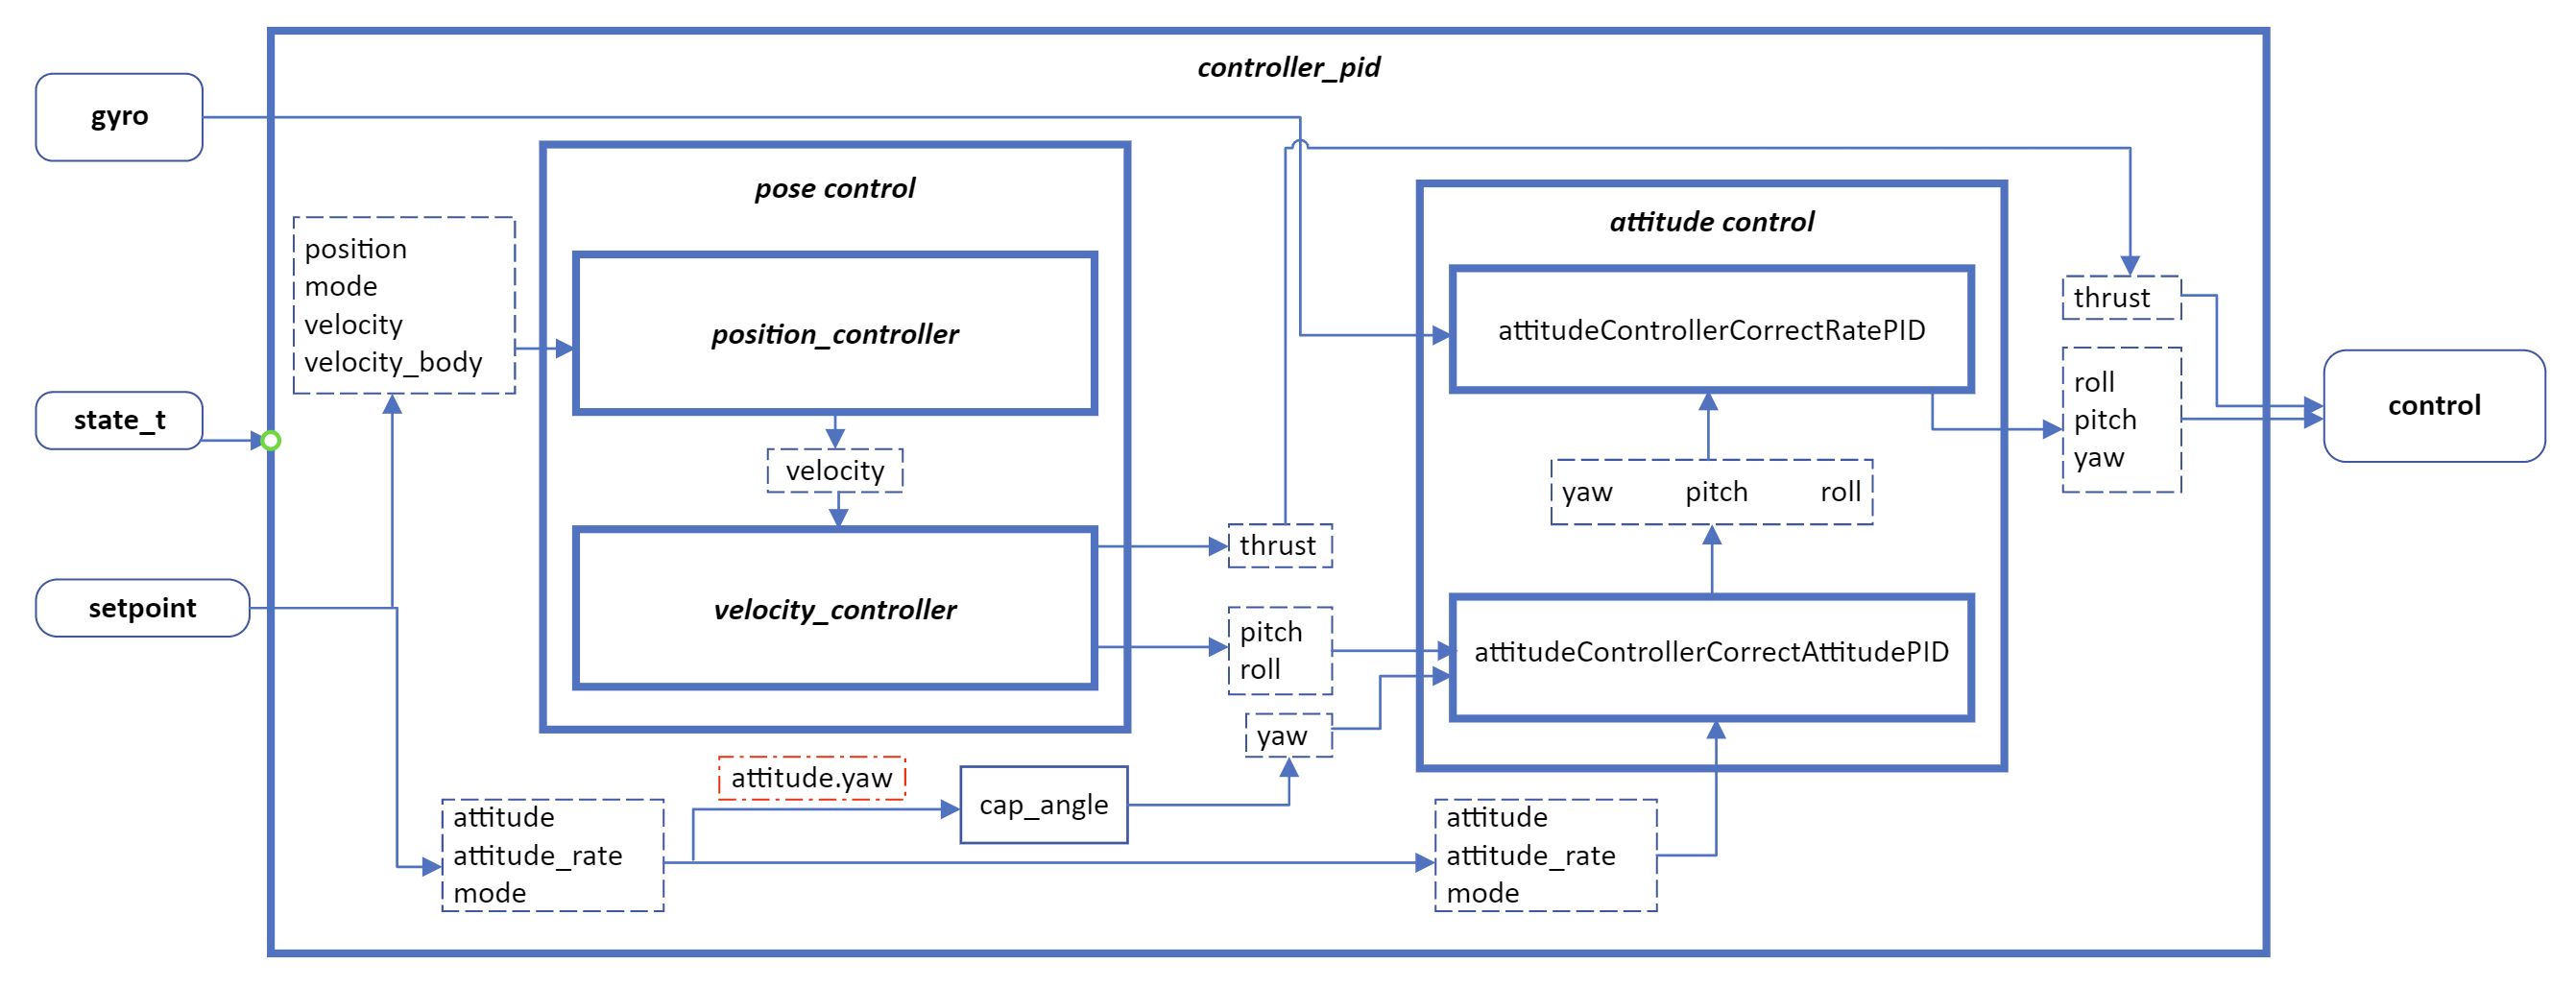 controller_pid
gyro
state_t
setpoint
position
mode
velocity
velocity_body
pose control
position_controller
velocity
velocity_controller
thrust
pitch
roll
yaw
attitude.yaw
cap_angle
attitude
attitude_rate
mode
attitude control
attitudeControllerCorrectRatePID
yaw pitch roll
attitudeControllerCorrectAttitudePID
attitude
attitude_rate
mode
thrust
roll
pitch
yaw
control